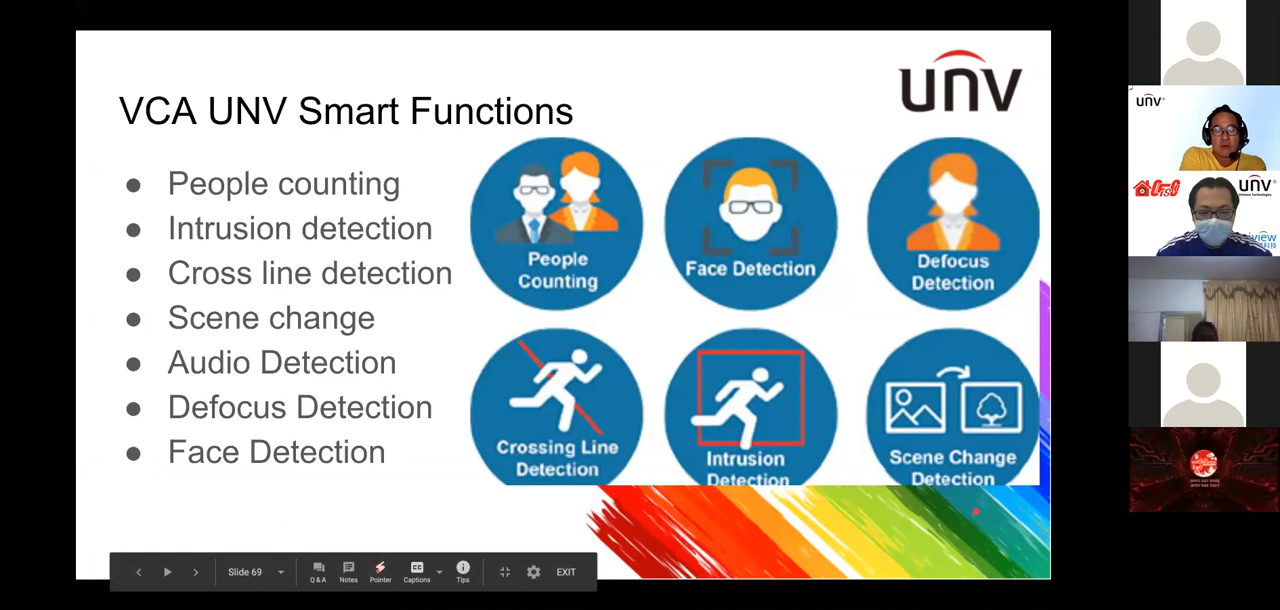 VCA UNV Smart Functions
unv
● People counting
● Intrusion detection
● Cross line detection
● Scene change
● Audio Detection
● Defocus Detection
● Face Detection
People
Counting
Face Detection
Defocus
Detection
Crossing Line
Detection
Intrusion
Detection
Scene Change
Detection
Slide 69
Q & A
Notes
Pointer
Captions
Tips
EXIT
unv
unv